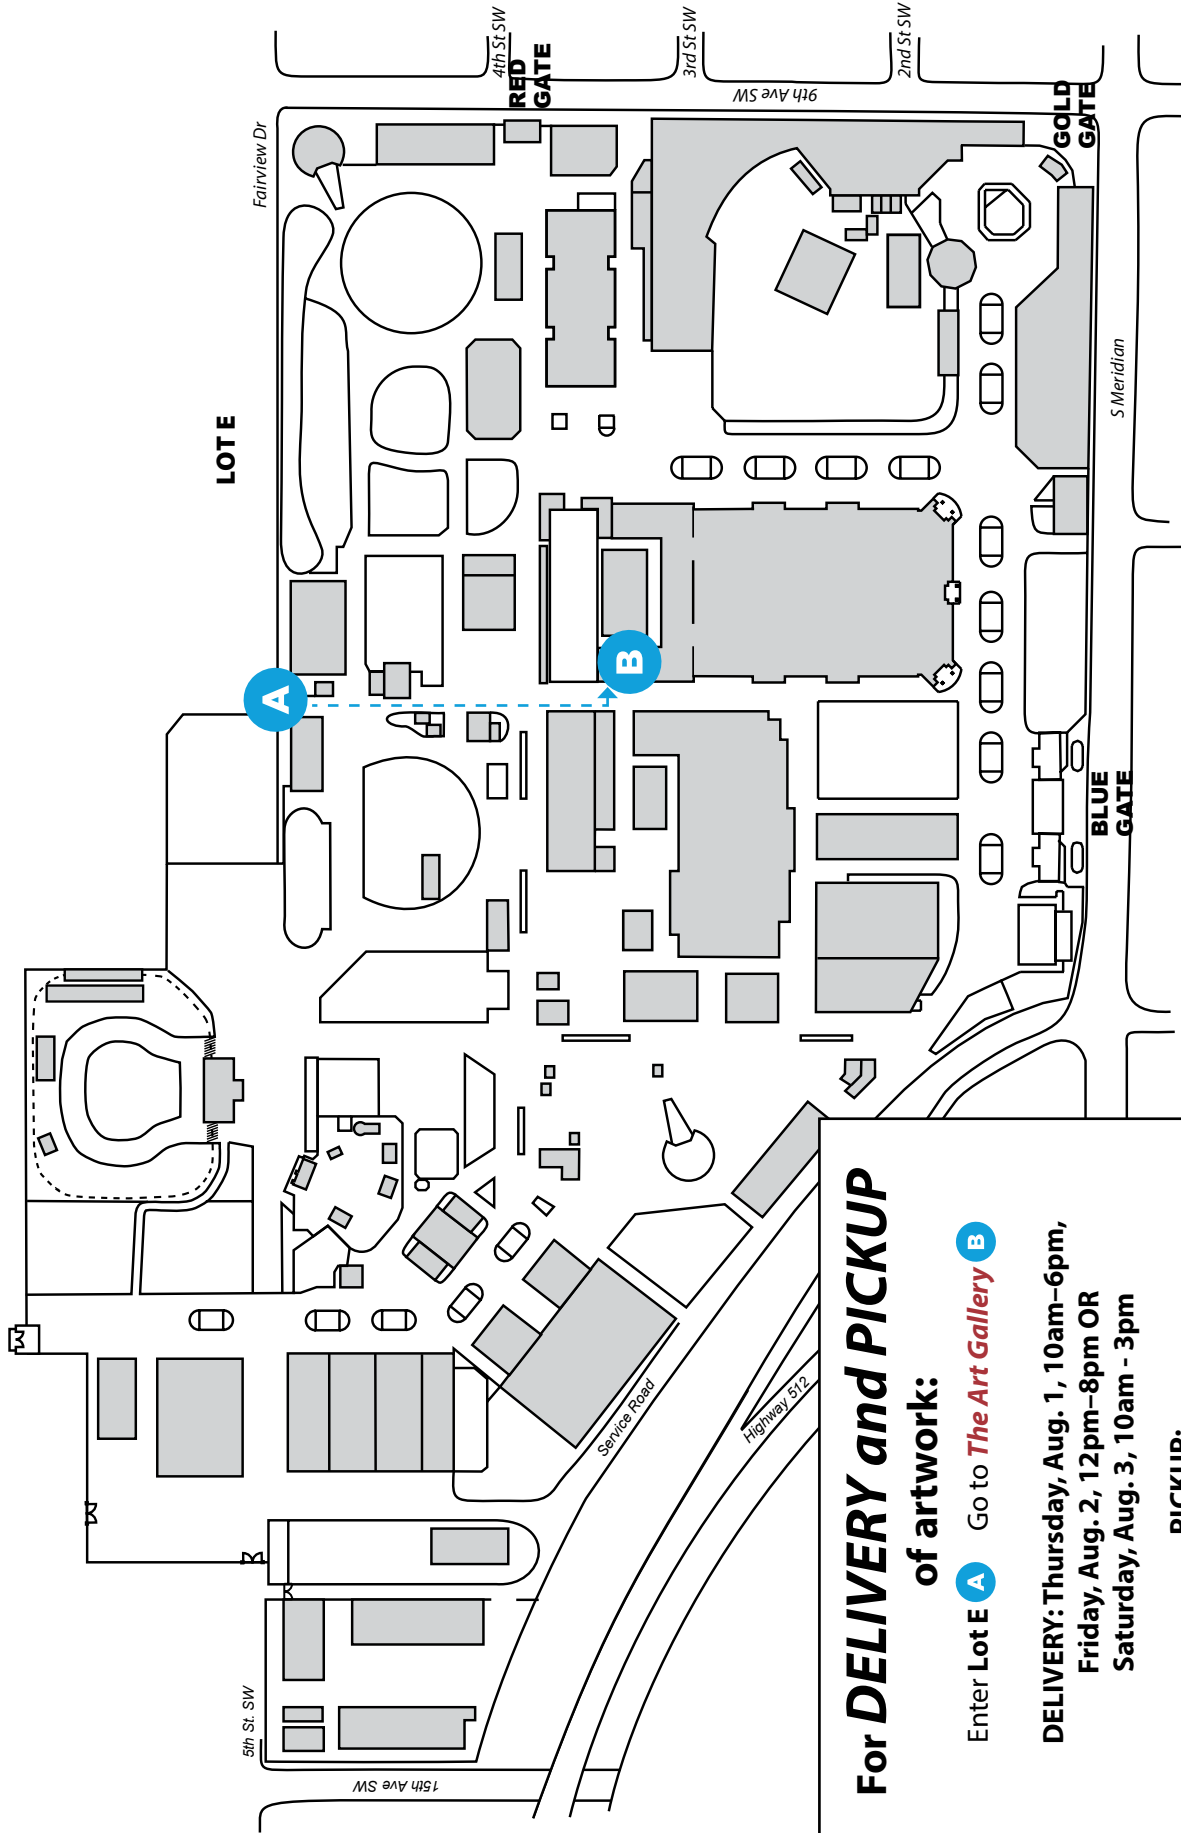 Fairview Dr
4th St SW
RED
GATE
3rd St SW
2nd St SW
9th Ave SW
GOLD
GATE
S Meridian
LOT E
A
B
BLUE
GATE
Service Road
Highway 512
5th St. SW
15th Ave SW
For DELIVERY and PICKUP
of artwork:
Enter Lot E A Go to The Art Gallery B
DELIVERY: Thursday, Aug. 1, 10am–6pm,
Friday, Aug. 2, 12pm–8pm OR
Saturday, Aug. 3, 10am - 3pm
PICKUP: